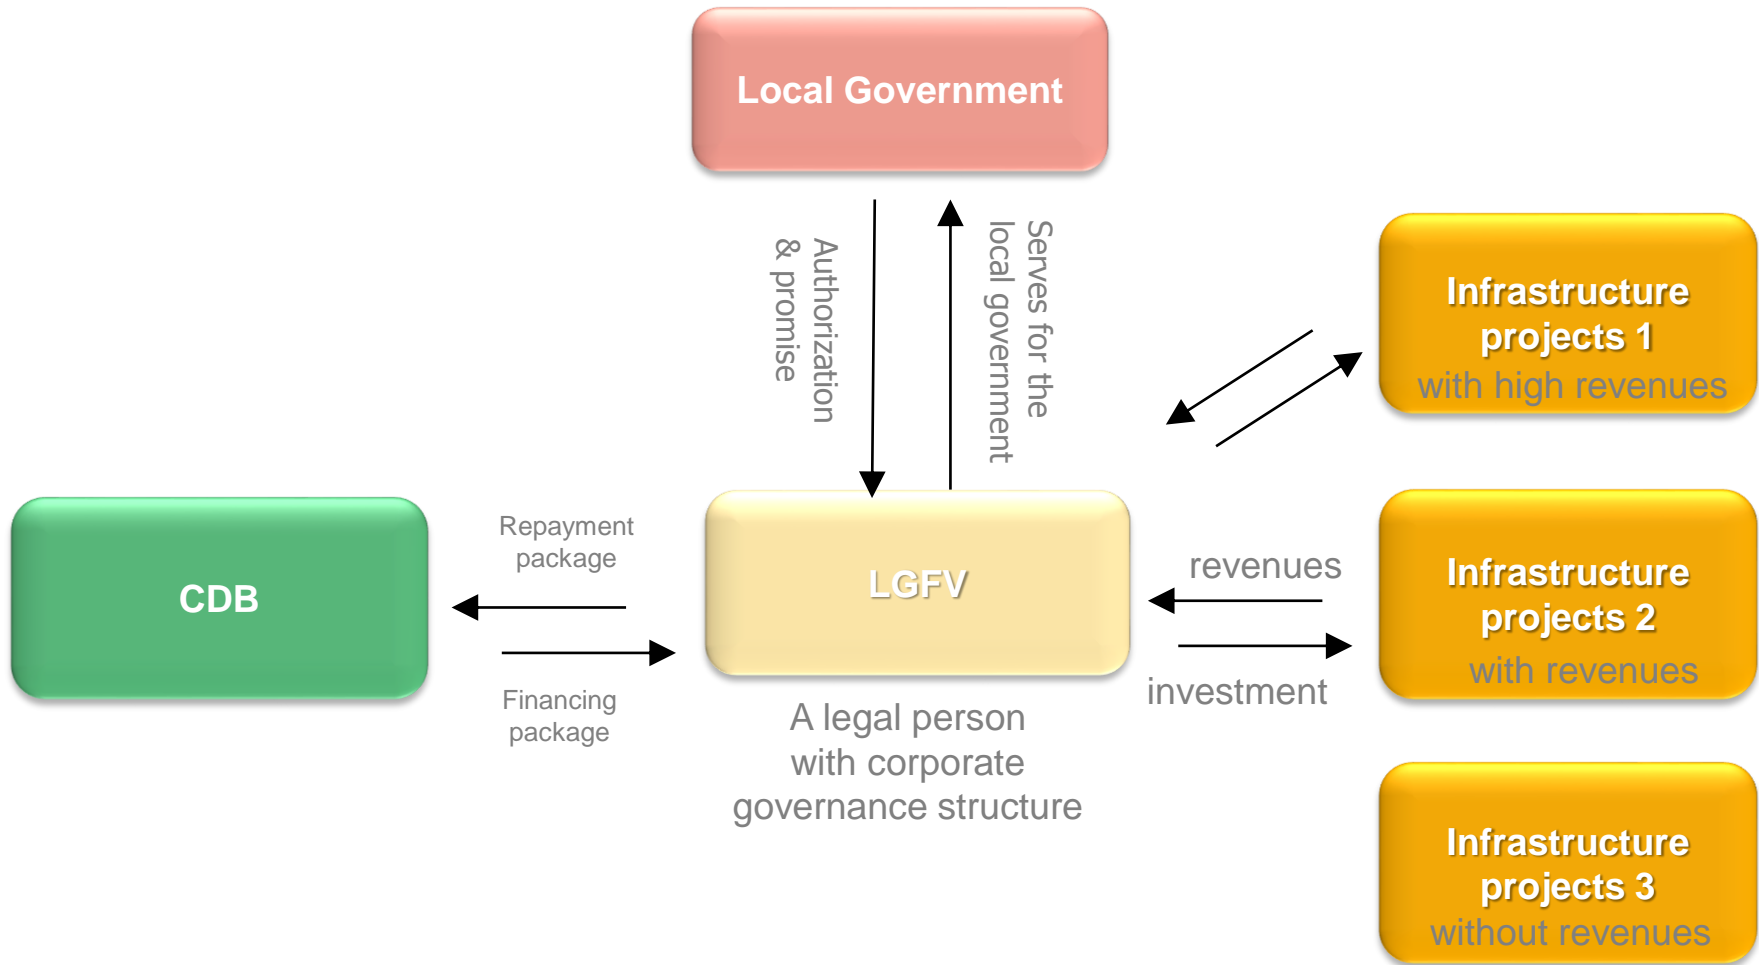 Local Government
Authorization
& promise
Serves for the
local government
Infrastructure
projects 1
with high revenues
CDB
Repayment
package
Financing
package
LGFV
A legal person
with corporate
governance structure
revenues
investment
Infrastructure
projects 2
with revenues
Infrastructure
projects 3
without revenues